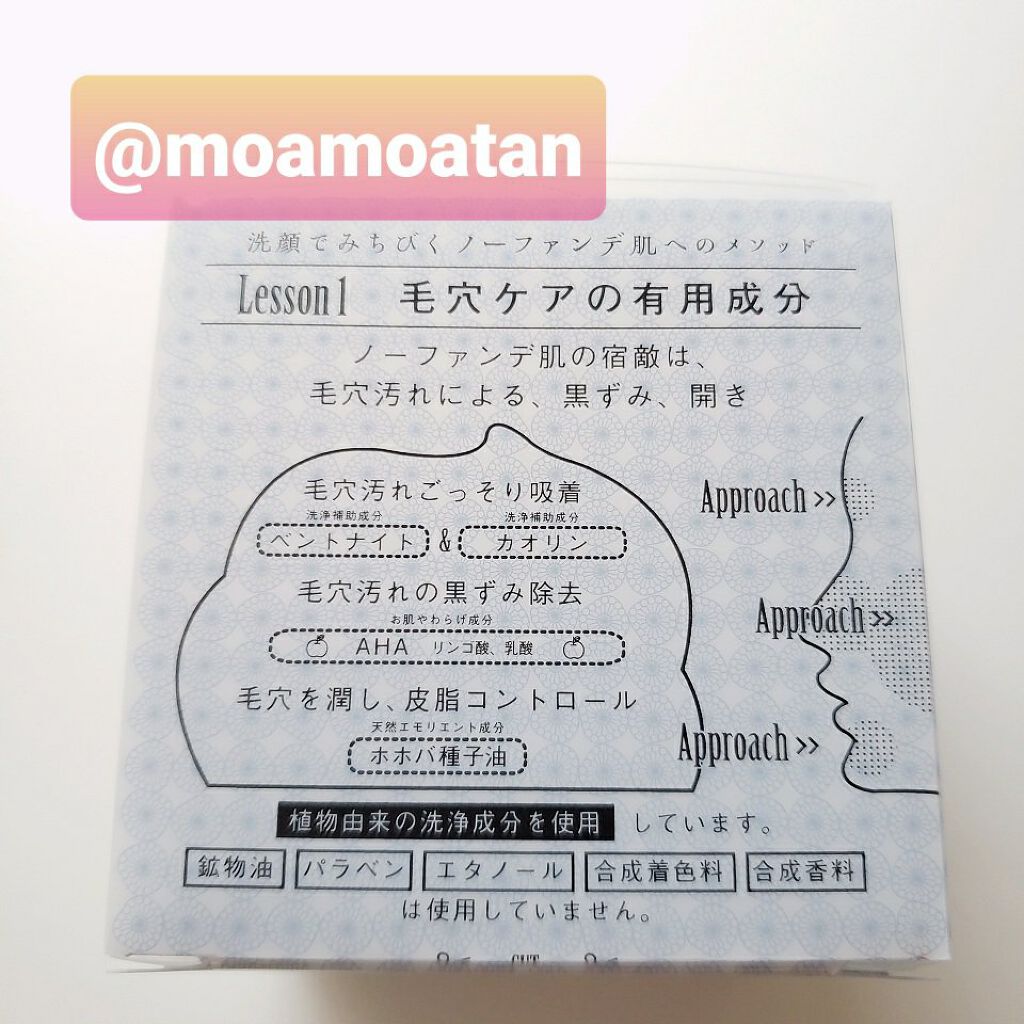 @moamoatan
洗顔でみちびくノーファンデ肌へのメソッド
Lesson1 毛穴ケアの有用成分
ノーファンデ肌の宿敵は、
毛穴汚れによる、黒ずみ、開き
毛穴汚れごっそり吸着
洗浄補助成分 洗浄補助成分
ベントナイト & カオリン
Approach >>
毛穴汚れの黒ずみ除去
お肌やわらげ成分
AHA リンゴ酸、乳酸
Approach >>
毛穴を潤し、皮脂コントロール
天然エモリエント成分
ホホバ種子油
Approach >>
植物由来の洗浄成分を使用 しています。
鉱物油 パラベン エタノール 合成着色料 合成香料
は使用していません。
CUT